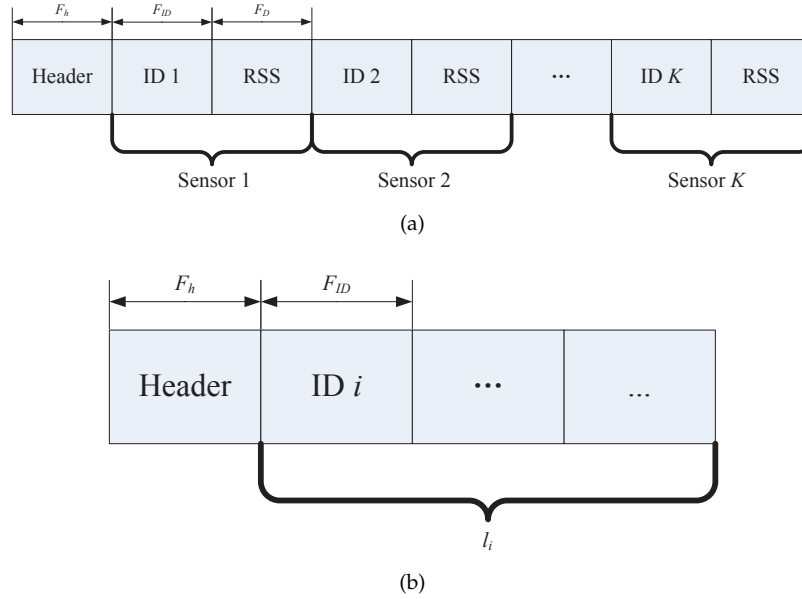 F_h F_ID F_D
Header ID 1 RSS ID 2 RSS ... ID K RSS
Sensor 1 Sensor 2 Sensor K
(a)
F_h F_ID
Header ID i ... ...
l_i
(b)